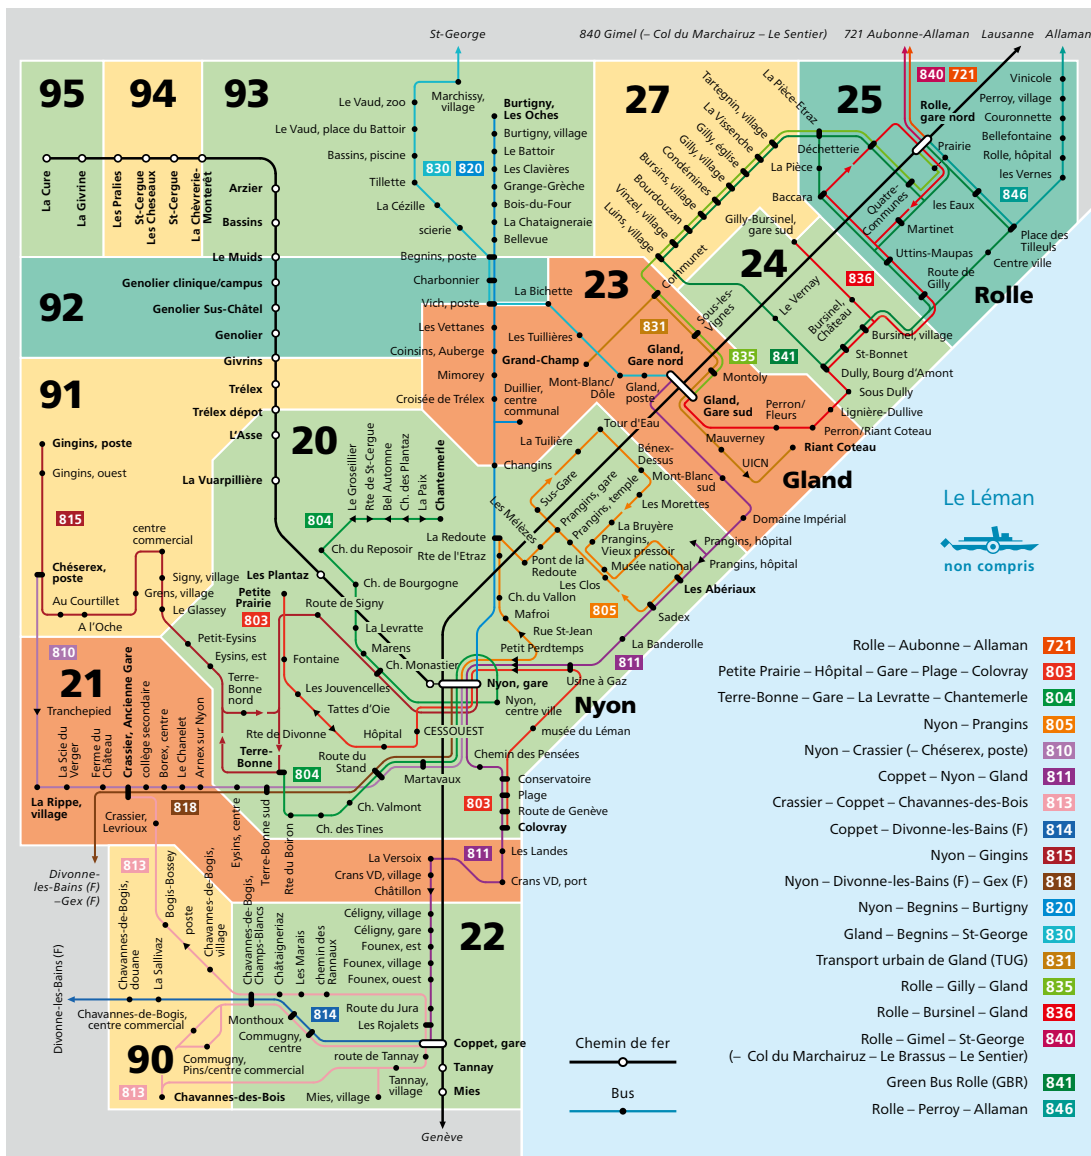 St-George
840 Gimel (– Col du Marchairuz – Le Sentier)
721 Aubonne-Allaman
Lausanne
Allaman
95
94
93
27
25
840
721
Le Vaud, zoo
Marchissy,
village
Burtigny,
Les Oches
Le Vaud, place du Battoir
Burtigny, village
Le Battoir
Bassins, piscine
830
820
Les Clavières
Tillette
Grange-Grèche
Bois-du-Four
La Cézille
La Chataigneraie
scierie
Bellevue
Begnins, poste
La Cure
La Givrine
Les Pralies
St-Cergue
Les Cheseaux
St-Cergue
La Chèvrerie-
Monteret
Arzier
Bassins
Le Muids
Tartegnin, village
La Pièce-Etraz
La Vissenche
Gilly, église
Gilly, village
Condémines
Bursins, village
Bourdouzan
Vinzel, village
Luins, village
Déchetterie
La Pièce
Baccara
Rolle,
gare nord
Prairie
Vinicole
Perroy, village
Couronnette
Bellefontaine
Rolle, hôpital
les Vernes
846
les Eaux
Quatre-
Communes
Martinet
Uttins-Maupas
Place des
Tilleuls
Centre ville
Route de
Gilly
Rolle
Gilly-Bursinel,
gare sud
24
836
Le Vernay
Bursinel,
Château
Bursinel, village
St-Bonnet
Dully, Bourg d'Amont
Sous Dully
Lignière-Dullive
Perron/Riant Coteau
92
Genolier clinique/campus
Genolier Sus-Châtel
Genolier
Givrins
Charbonnier
Vich, poste
La Bichette
23
Communet
Sous-les-
Vignes
831
835
841
Les Vettanes
Les Tuillières
Coinsins, Auberge
Grand-Champ
Gland,
Gare nord
Mimorey
Mont-Blanc/
Dôle
Gland,
poste
Montoly
Gland,
Gare sud
Perron/
Fleurs
Croisée de Trélex
Duillier,
centre
communal
Mauverney
Riant Coteau
UICN
Gland
91
Trélex
Trélex dépot
L'Asse
La Vuarpillière
Gingins, poste
Gingins, ouest
815
centre
commercial
Chéserex,
poste
Signy, village
Grens, village
Au Courtillet
Le Glassey
A l'Oche
20
Le Groseillier
Rte de St-Cergue
Bel Automne
Ch. des Plantaz
La Paix
Chantemerle
804
Changins
Tour d'Eau
La Tuilière
Bénex-
Dessus
Sus-Gare
Mont-Blanc
sud
Prangins, gare
Prangins, temple
Les Morettes
Les Mélèzes
La Bruyère
Domaine Impérial
La Redoute
Rte de l'Etraz
Prangins,
Vieux pressoir
Prangins, hôpital
Prangins, hôpital
Pont de la
Redoute
Musée national
Les Clos
Les Abériaux
Ch. du Reposoir
Les Plantaz
Ch. de Bourgogne
Petite
Prairie
803
Route de Signy
Ch. du Vallon
805
Mafroi
Sadex
La Levratte
Rue St-Jean
La Banderolle
Petit-Eysins
Marens
Petit Perdtemps
811
Eysins, est
Fontaine
Ch. Monastier
Nyon, gare
Usine à Gaz
Nyon
Terre-
Bonne
nord
Les Jouvencelles
Nyon,
centre ville
Tattes d'Oie
musée du Léman
Rte de Divonne
CESSOUEST
Hôpital
Chemin des Pensées
Terre-
Bonne
804
Route du
Stand
Martavaux
Conservatoire
Plage
803
Route de Genève
Ch. Valmont
Colovray
Ch. des Tines
810
21
Tranchepied
La Scie du
Verger
Ferme du
Château
Crassier, Ancienne Gare
collège secondaire
Borex, centre
Le Chanelet
Arnex sur Nyon
La Rippe,
village
818
Crassier,
Levrioux
Eysins, centre
Terre-Bonne sud
Rte du Boiron
Divonne-
les-Bains (F)
–Gex (F)
813
Les Landes
La Versoix
811
Crans VD, village
Crans VD, port
Châtillon
Chavannes-de-Bogis,
douane
La Sallivaz
Bogis-Bossey
poste
Chavannes-de-Bogis,
village
Chavannes-de-Bogis,
Champs-Blancs
Châtaigneriaz
Les Marais
chemin des
Rannaux
Céligny, village
Céligny, gare
22
Founex, est
Founex, village
Founex, ouest
Divonne-les-Bains (F)
Chavannes-de-Bogis,
centre commercial
Monthoux
814
Route du Jura
Les Rojalets
Commugny,
centre
Coppet, gare
90
Commugny,
Pins/centre commercial
route de Tannay
Tannay
813
Chavannes-des-Bois
Mies, village
Tannay,
village
Mies
Genève
Le Léman
non compris
Rolle – Aubonne – Allaman 721
Petite Prairie – Hôpital – Gare – Plage – Colovray 803
Terre-Bonne – Gare – La Levratte – Chantemerle 804
Nyon – Prangins 805
Nyon – Crassier (– Chéserex, poste) 810
Coppet – Nyon – Gland 811
Crassier – Coppet – Chavannes-des-Bois 813
Coppet – Divonne-les-Bains (F) 814
Nyon – Gingins 815
Nyon – Divonne-les-Bains (F) – Gex (F) 818
Nyon – Begnins – Burtigny 820
Gland – Begnins – St-George 830
Transport urbain de Gland (TUG) 831
Rolle – Gilly – Gland 835
Rolle – Bursinel – Gland 836
Rolle – Gimel – St-George 840
(– Col du Marchairuz – Le Brassus – Le Sentier)
Green Bus Rolle (GBR) 841
Rolle – Perroy – Allaman 846
Chemin de fer
Bus